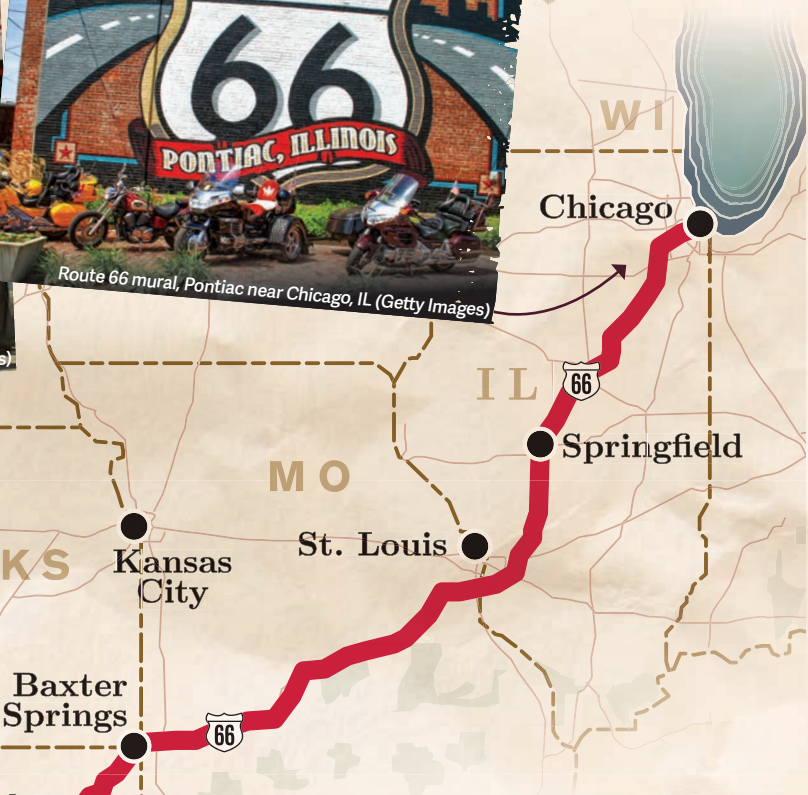 66
PONTIAC, ILLINOIS
Route 66 mural, Pontiac near Chicago, IL (Getty Images)
s)
WI
Chicago
IL
66
Springfield
MO
St. Louis
KS
Kansas
City
Baxter
Springs
66